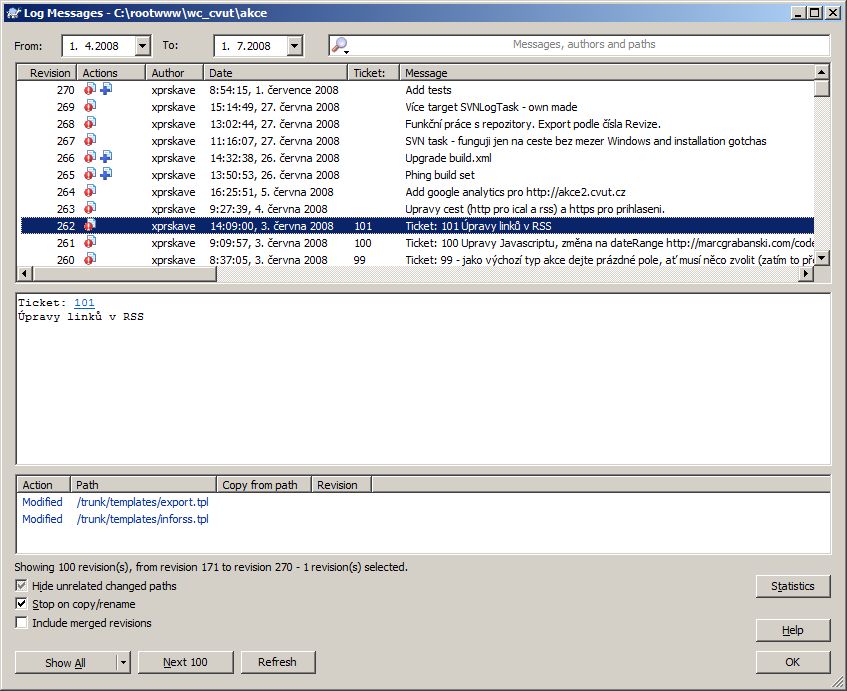 Log Messages - C:\rootwww\wc_cvut\akce
From: 1. 4.2008 To: 1. 7.2008 Messages, authors and paths
Revision Actions Author Date Ticket: Message
270 xprskave 8:54:15, 1. července 2008 Add tests
269 xprskave 15:14:49, 27. června 2008 Více target SVNLogTask - own made
268 xprskave 13:02:44, 27. června 2008 Funkční práce s repozitory. Export podle čísla Revize.
267 xprskave 11:16:07, 27. června 2008 SVN task - funguji jen na ceste bez mezer Windows and installation gotchas
266 xprskave 14:32:38, 26. června 2008 Upgrade build.xml
265 xprskave 13:50:53, 26. června 2008 Phing build set
264 xprskave 16:25:51, 5. června 2008 Add google analytics pro http://akce2.cvut.cz
263 xprskave 9:27:39, 4. června 2008 Upravy cest (http pro ical a rss) a https pro prihlaseni.
262 xprskave 14:09:00, 3. června 2008 101 Ticket: 101 Úpravy linků v RSS
261 xprskave 9:09:57, 3. června 2008 100 Ticket: 100 Upravy Javascriptu, změna na dateRange http://marcgrabanski.com/code
260 xprskave 8:37:05, 3. června 2008 99 Ticket: 99 - jako výchozí typ akce dejte prázdné pole, ať musí něco zvolit (zatím to pře
Ticket: 101
Úpravy linků v RSS
Action Path Copy from path Revision
Modified /trunk/templates/export.tpl
Modified /trunk/templates/inforss.tpl
Showing 100 revision(s), from revision 171 to revision 270 - 1 revision(s) selected.
Hide unrelated changed paths Statistics
Stop on copy/rename
Include merged revisions
Help
Show All Next 100 Refresh OK